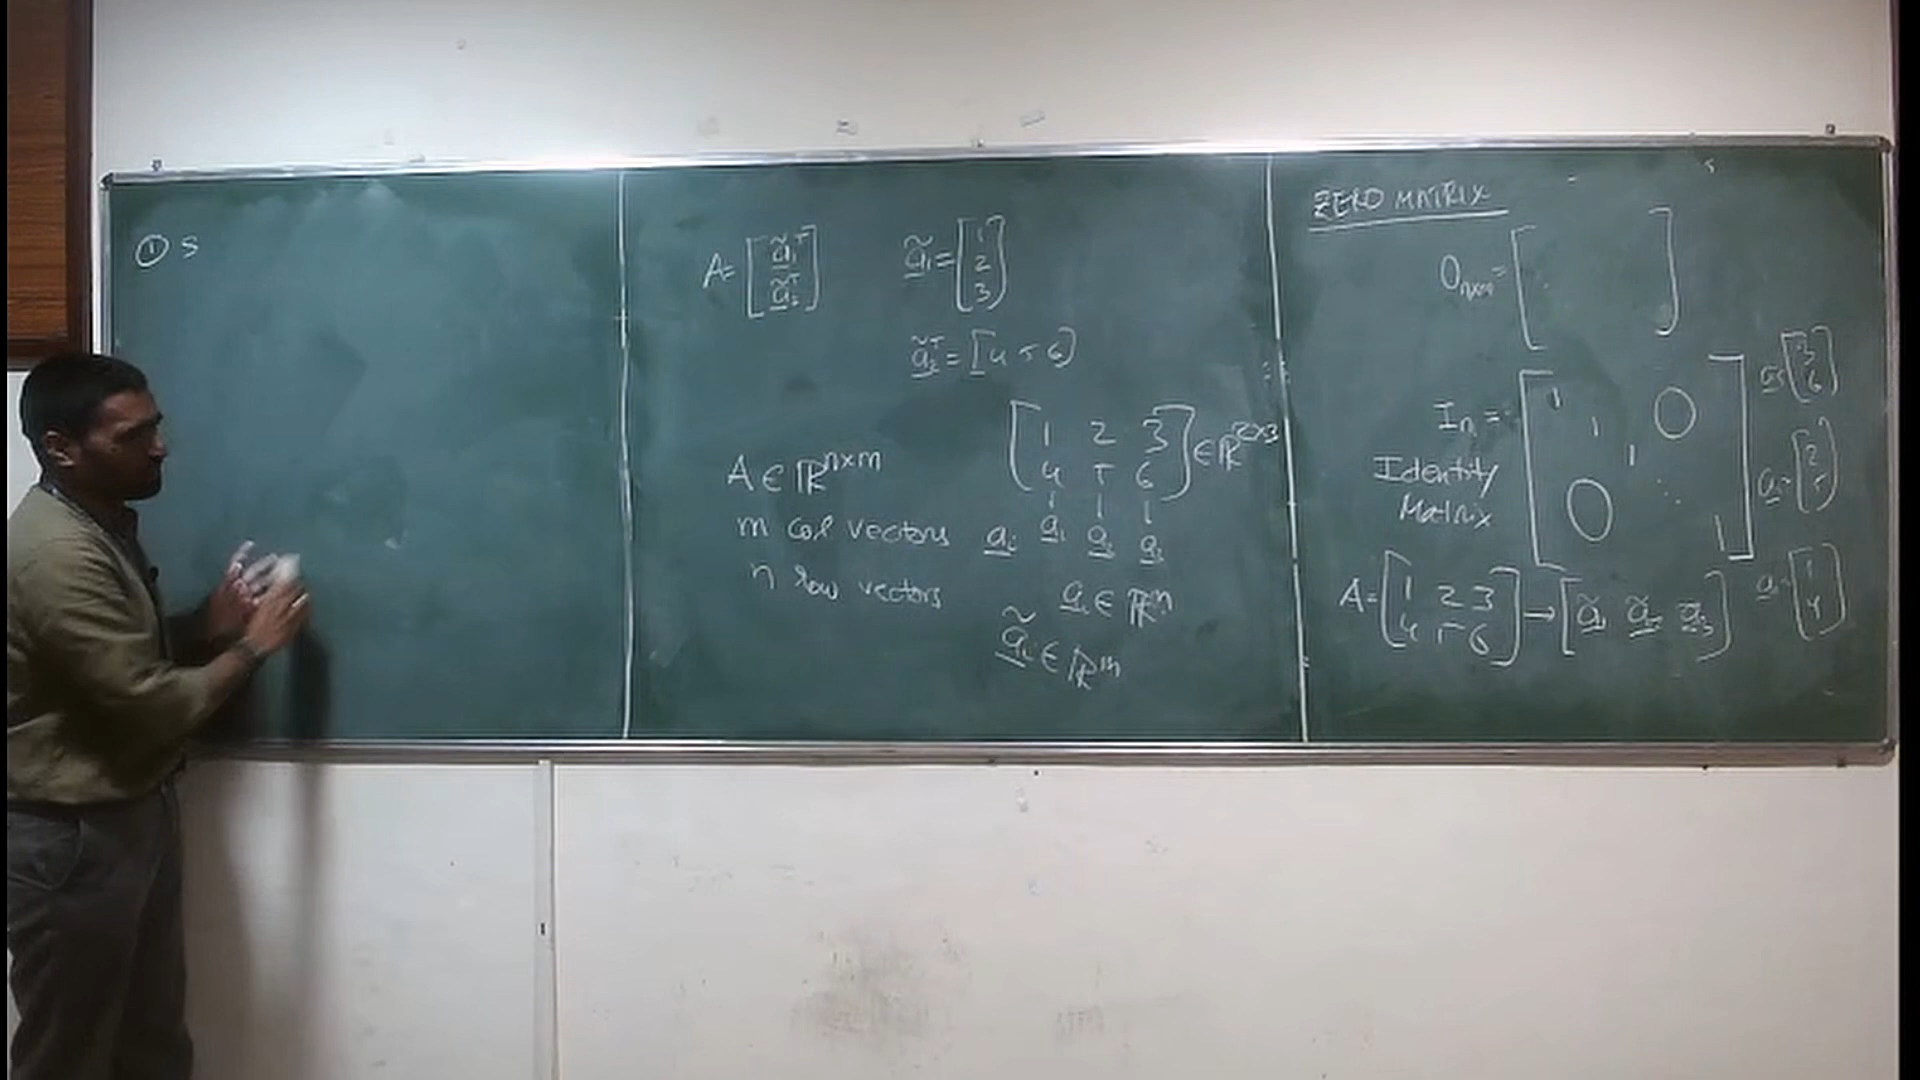 ① S
A = [ã₁ᵀ ã₂ᵀ]
ã₁ = [1 2 3]
ã₂ᵀ = [4 5 6]
[1 2 3
4 5 6] ∈ ℝ²ˣ³
A ∈ ℝⁿˣᵐ
m col vectors aᵢ a₁ a₂ a₃
n row vectors
aᵢ ∈ ℝⁿ
ãᵢ ∈ ℝᵐ
ZERO MATRIX
0ₙₓₘ = [ ]
Iₙ = [1 1 1 ⋱ 1 0 0]
Identity
Matrix
A = [1 2 3
4 5 6] → [a₁ a₂ a₃]
a₃ = [3 6]
a₂ = [2 5]
a₁ = [1 4]